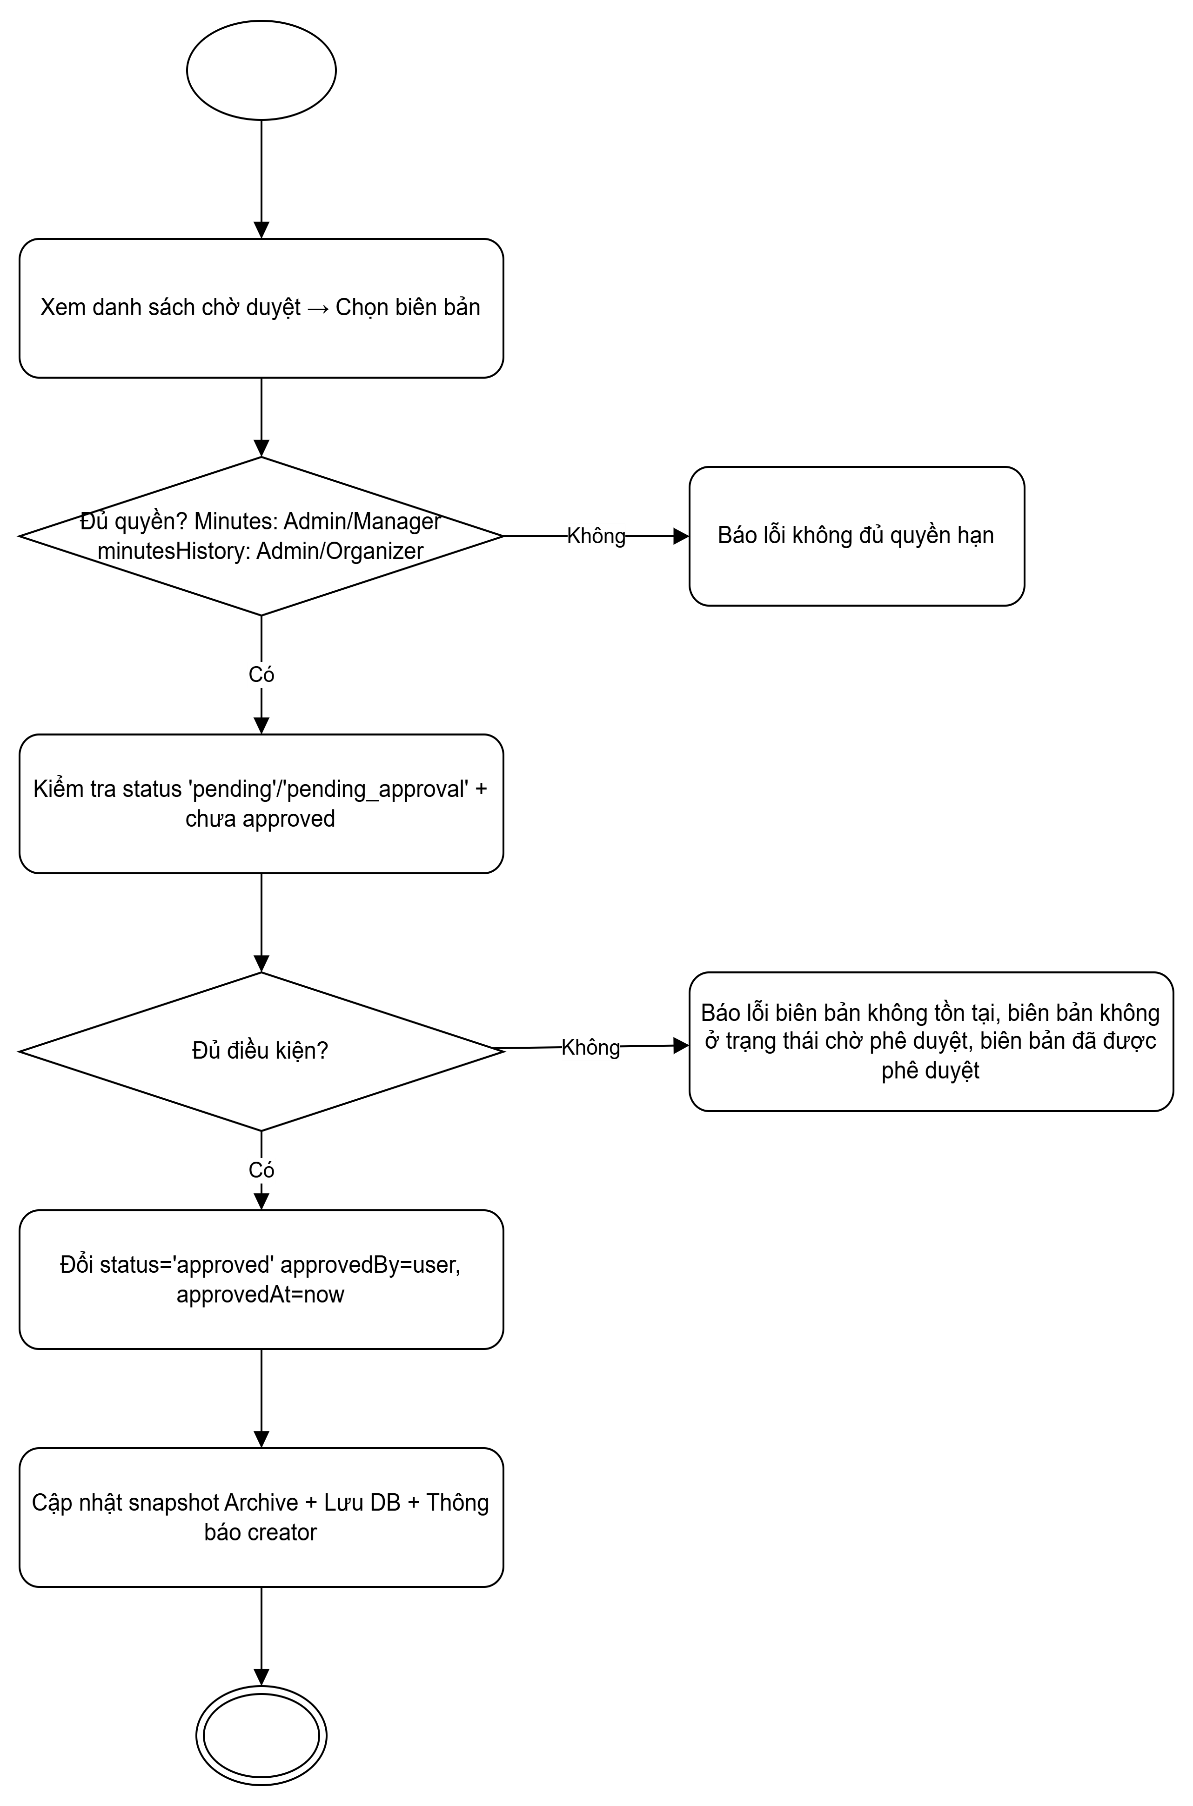 Xem danh sách chờ duyệt → Chọn biên bản
Đủ quyền? Minutes: Admin/Manager
minutesHistory: Admin/Organizer
Không
Báo lỗi không đủ quyền hạn
Có
Kiểm tra status 'pending'/'pending_approval' +
chưa approved
Đủ điều kiện?
Không
Báo lỗi biên bản không tồn tại, biên bản không
ở trạng thái chờ phê duyệt, biên bản đã được
phê duyệt
Có
Đổi status='approved' approvedBy=user,
approvedAt=now
Cập nhật snapshot Archive + Lưu DB + Thông
báo creator